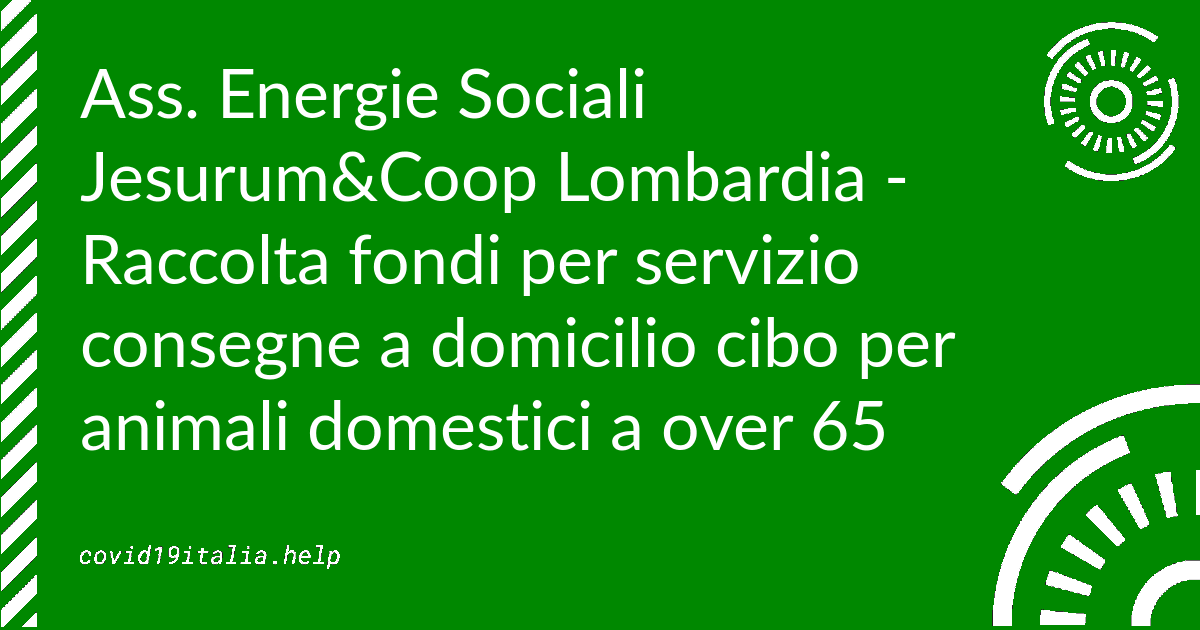 Ass. Energie Sociali
Jesurum&Coop Lombardia -
Raccolta fondi per servizio
consegne a domicilio cibo per
animali domestici a over 65
covid19italia.help